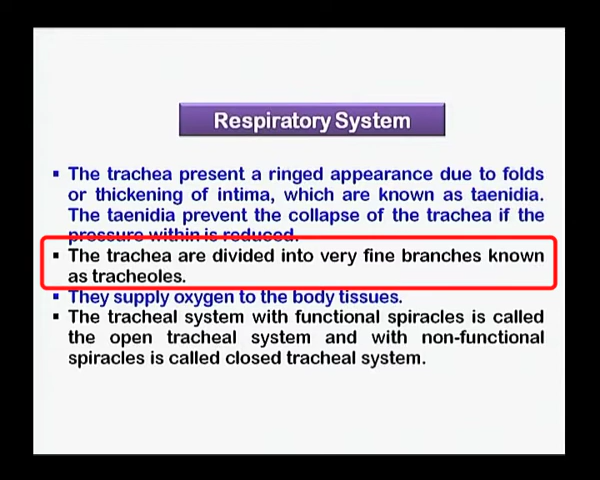 Respiratory System
▪ The trachea present a ringed appearance due to folds
or thickening of intima, which are known as taenidia.
The taenidia prevent the collapse of the trachea if the
pressure within is reduced.
▪ The trachea are divided into very fine branches known
as tracheoles.
▪ They supply oxygen to the body tissues.
▪ The tracheal system with functional spiracles is called
the open tracheal system and with non-functional
spiracles is called closed tracheal system.